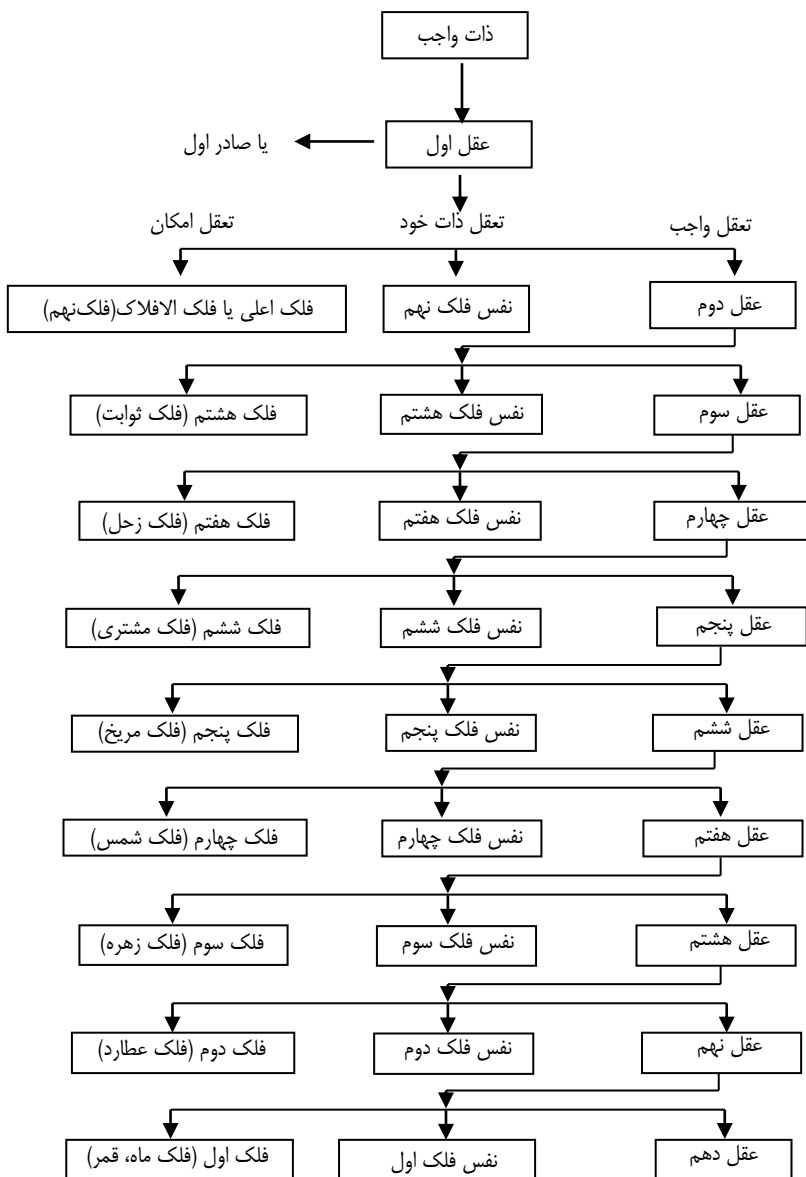 ذات واجب
عقل اول
یا صادر اول
تعقل واجب
تعقل ذات خود
تعقل امکان
عقل دوم
نفس فلک نهم
فلک اعلی یا فلک الافلاک(فلک‌نهم)
عقل سوم
نفس فلک هشتم
فلک هشتم (فلک ثوابت)
عقل چهارم
نفس فلک هفتم
فلک هفتم (فلک زحل)
عقل پنجم
نفس فلک ششم
فلک ششم (فلک مشتری)
عقل ششم
نفس فلک پنجم
فلک پنجم (فلک مریخ)
عقل هفتم
نفس فلک چهارم
فلک چهارم (فلک شمس)
عقل هشتم
نفس فلک سوم
فلک سوم (فلک زهره)
عقل نهم
نفس فلک دوم
فلک دوم (فلک عطارد)
عقل دهم
نفس فلک اول
فلک اول (فلک ماه، قمر)